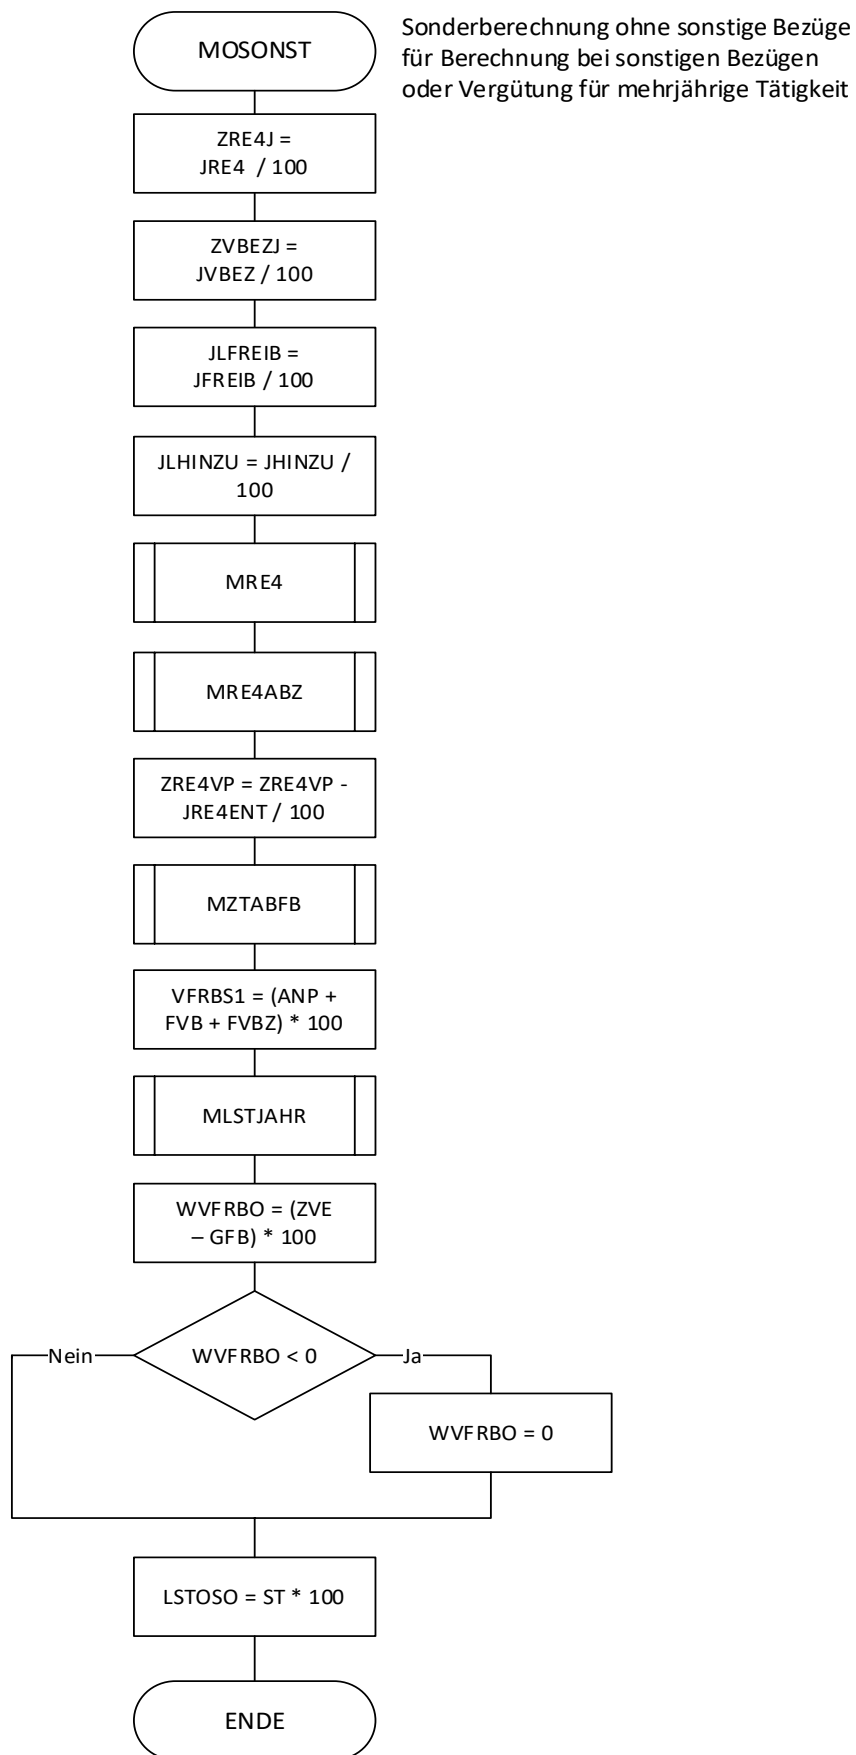 MOSONST
Sonderberechnung ohne sonstige Bezüge
für Berechnung bei sonstigen Bezügen
oder Vergütung für mehrjährige Tätigkeit
ZRE4J =
JRE4 / 100
ZVBEZJ =
JVBEZ / 100
JLFREIB =
JFREIB / 100
JLHINZU = JHINZU /
100
MRE4
MRE4ABZ
ZRE4VP = ZRE4VP -
JRE4ENT / 100
MZTABFB
VFRBS1 = (ANP +
FVB + FVBZ) * 100
MLSTJAHR
WVFRBO = (ZVE
– GFB) * 100
Nein
WVFRBO < 0
Ja
WVFRBO = 0
LSTOSO = ST * 100
ENDE